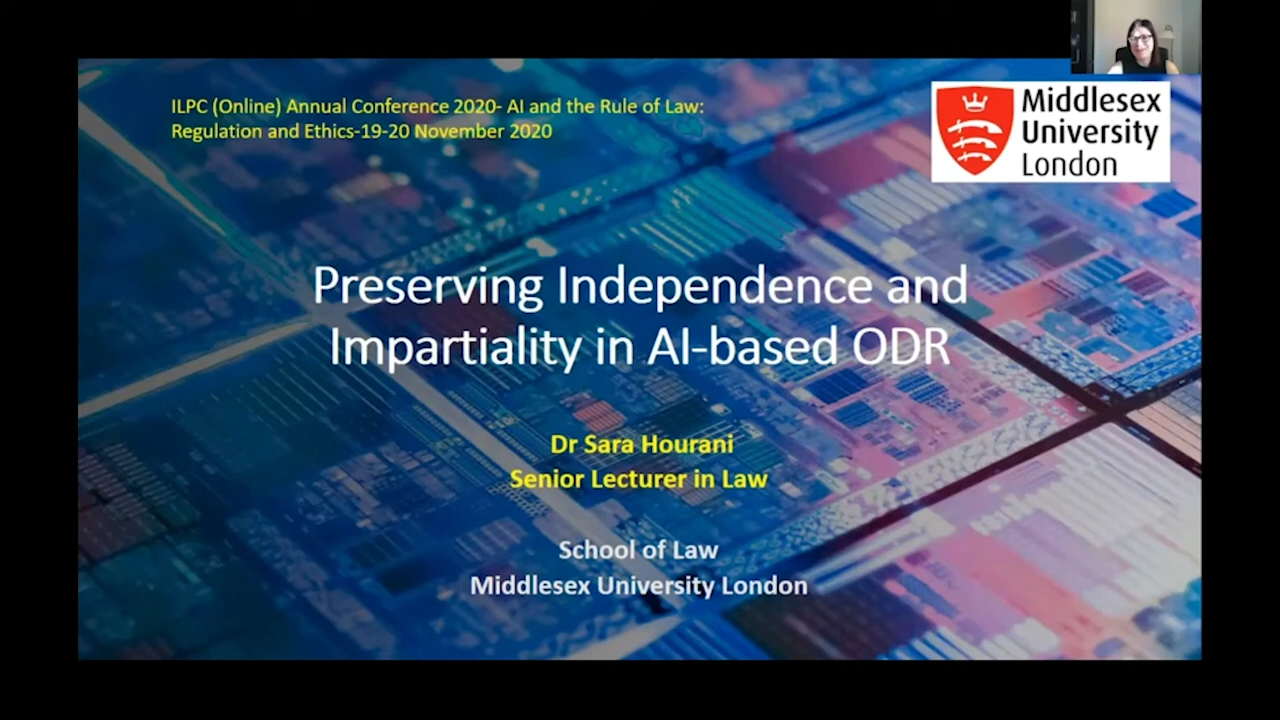 ILPC (Online) Annual Conference 2020- AI and the Rule of Law:
Regulation and Ethics-19-20 November 2020
Middlesex
University
London
Preserving Independence and
Impartiality in AI-based ODR
Dr Sara Hourani
Senior Lecturer in Law
School of Law
Middlesex University London